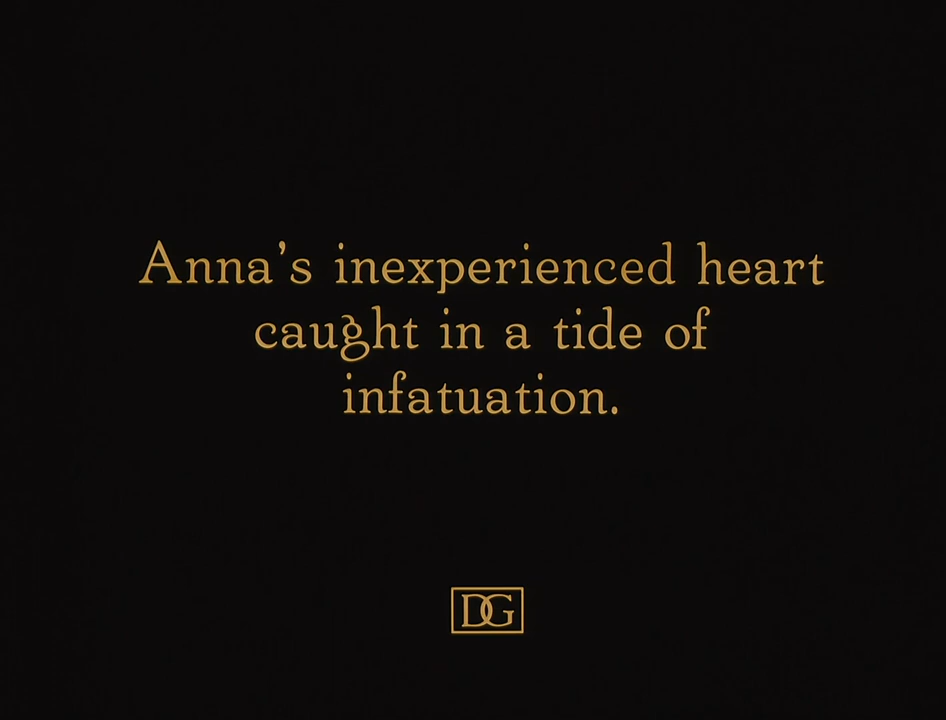 Anna’s inexperienced heart
caught in a tide of
infatuation.
DG